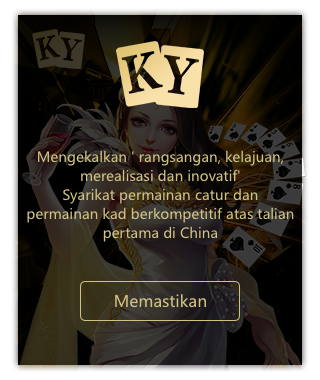 KY
KY
Mengekalkan ' rangsangan, kelajuan,
merealisasi dan inovatif'
Syarikat permainan catur dan
permainan kad berkompetitif atas talian
pertama di China
Memastikan